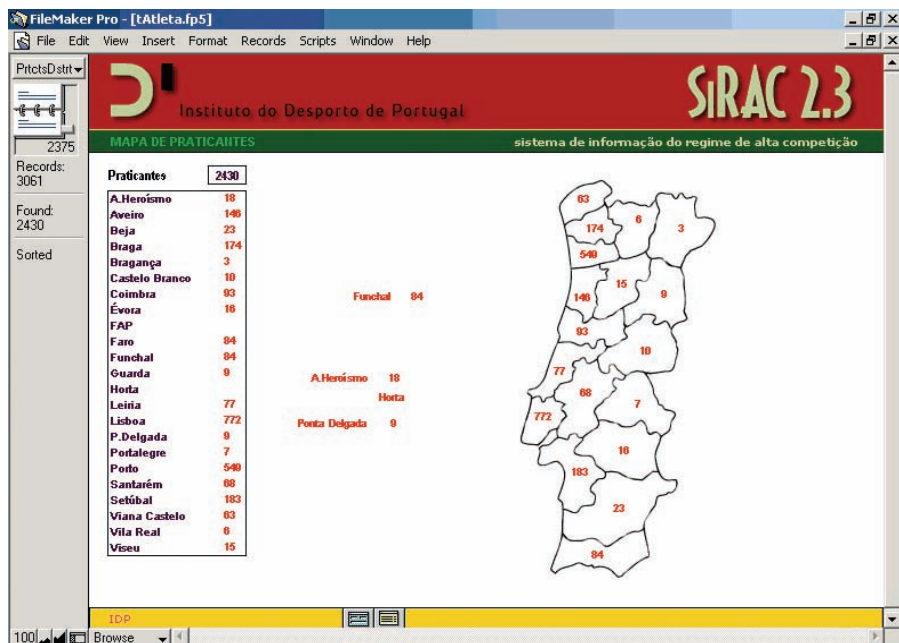 FileMaker Pro - [tAtleta.fp5]
File Edit View Insert Format Records Scripts Window Help
PrtctsDstrt
2375
Records:
3061
Found:
2430
Sorted
Instituto do Desporto de Portugal
SiRAC 2.3
MAPA DE PRATICANTES
sistema de informação do regime de alta competição
Praticantes 2430
A.Heroísmo 18
Aveiro 146
Beja 23
Braga 174
Bragança 3
Castelo Branco 10
Coimbra 93
Évora 16
FAP
Faro 84
Funchal 84
Guarda 9
Horta
Leiria 77
Lisboa 772
P.Delgada 9
Portalegre 7
Porto 549
Santarém 68
Setúbal 183
Viana Castelo 63
Vila Real 6
Viseu 15
Funchal 84
A.Heroísmo 18
Horta
Ponta Delgada 9
63
6
3
174
549
15
146
9
93
10
77
68
7
772
16
183
23
84
IDP
100 Browse